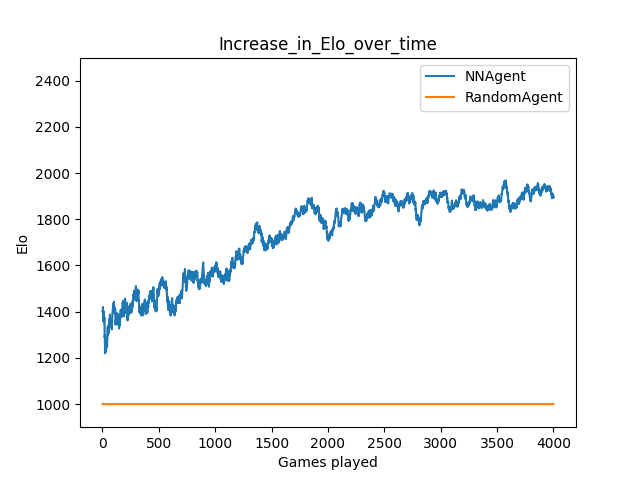 Increase_in_Elo_over_time
NNAgent
RandomAgent
2400
2200
2000
1800
1600
1400
1200
1000
Elo
0 500 1000 1500 2000 2500 3000 3500 4000
Games played